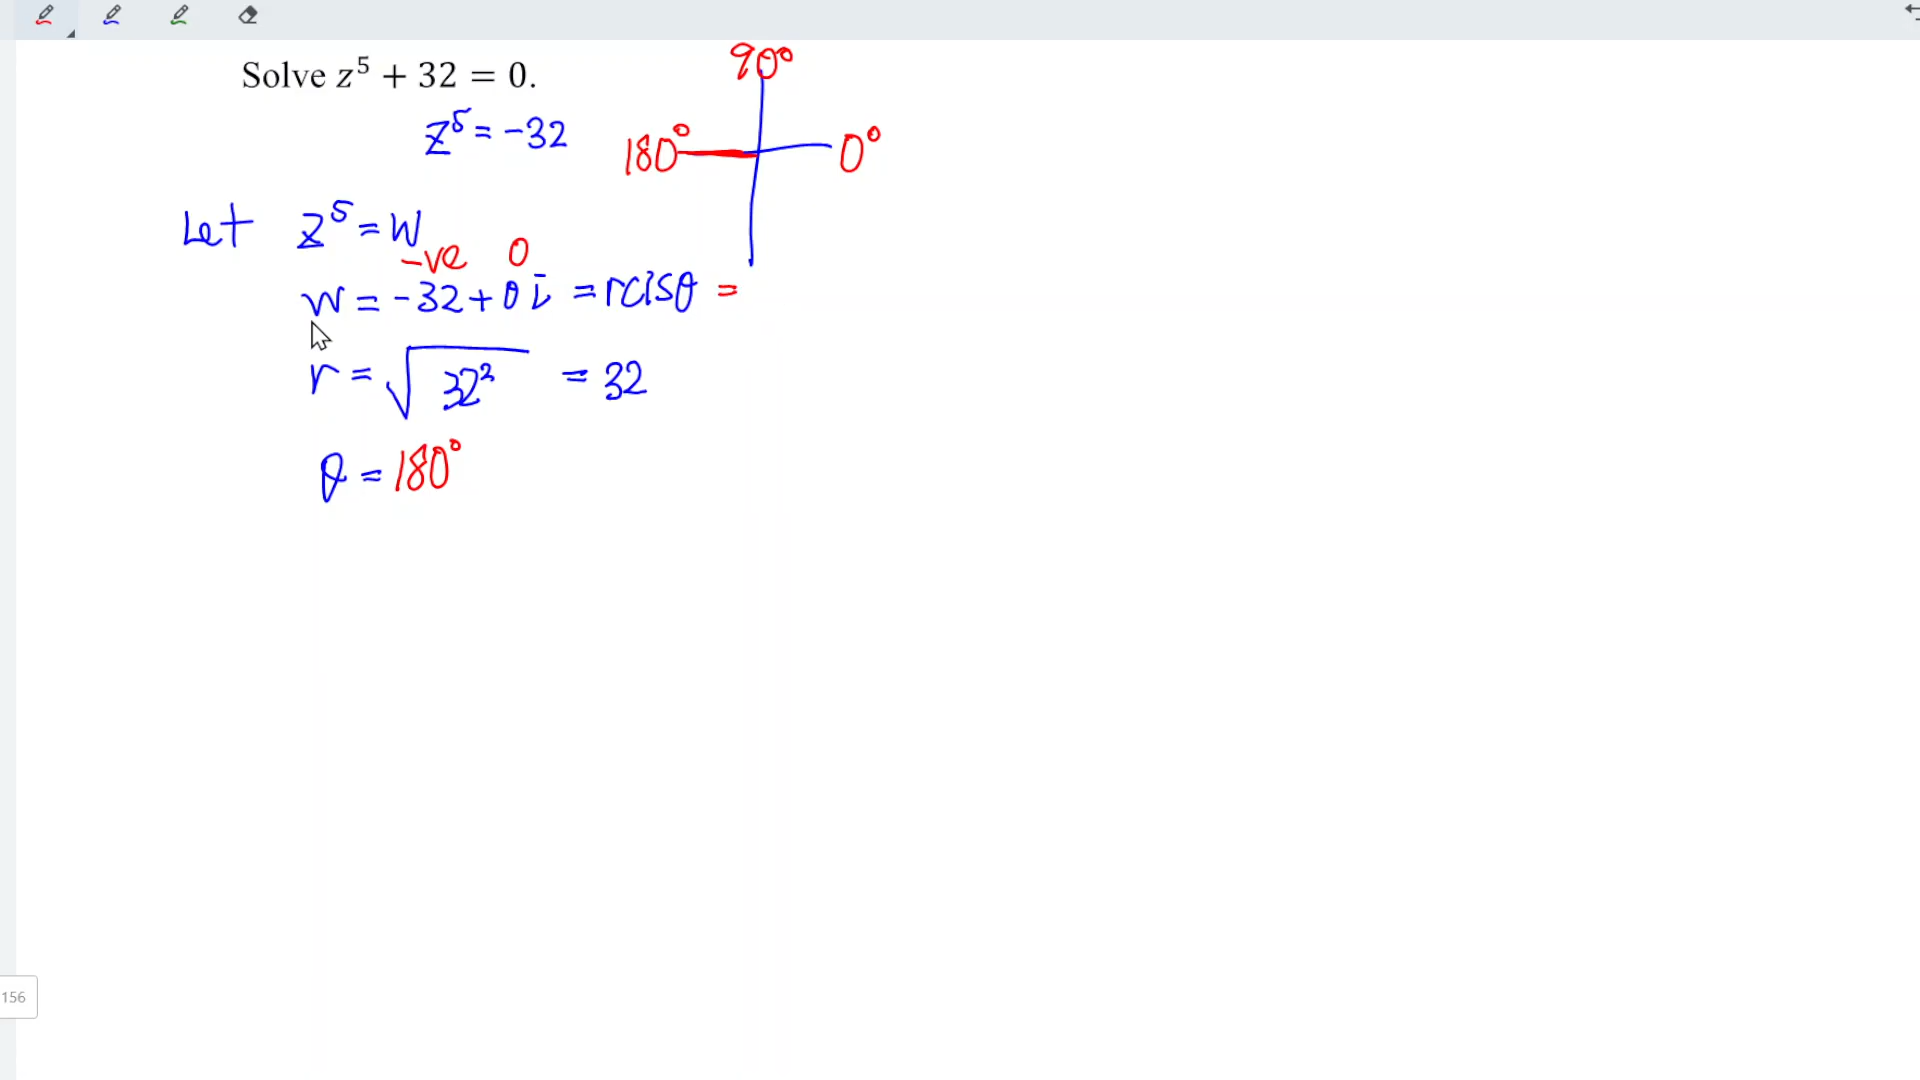 Solve z⁵ + 32 = 0.
90°
z⁵ = -32
180°
0°
Let z⁵ = w
-ve 0
w = -32 + 0i = rcisθ =
r = √32² = 32
θ = 180°
156